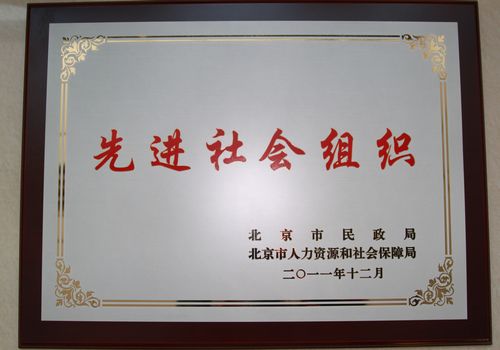 先进社会组织
北京市民政局
北京市人力资源和社会保障局
二〇一一年十二月